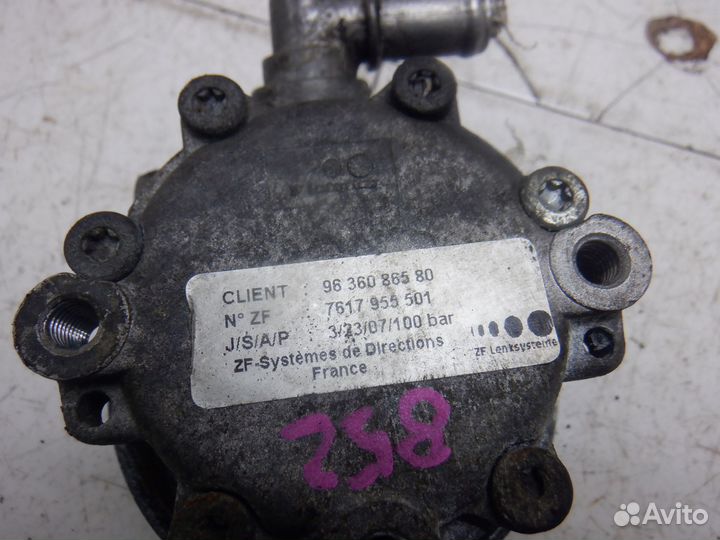 CLIENT 96 360 865 80
N° ZF 7617 955 501
J/S/A/P 3/23/07/100 bar
ZF-Systèmes de Directions
France
ZF Lenksysteme
258
Avito